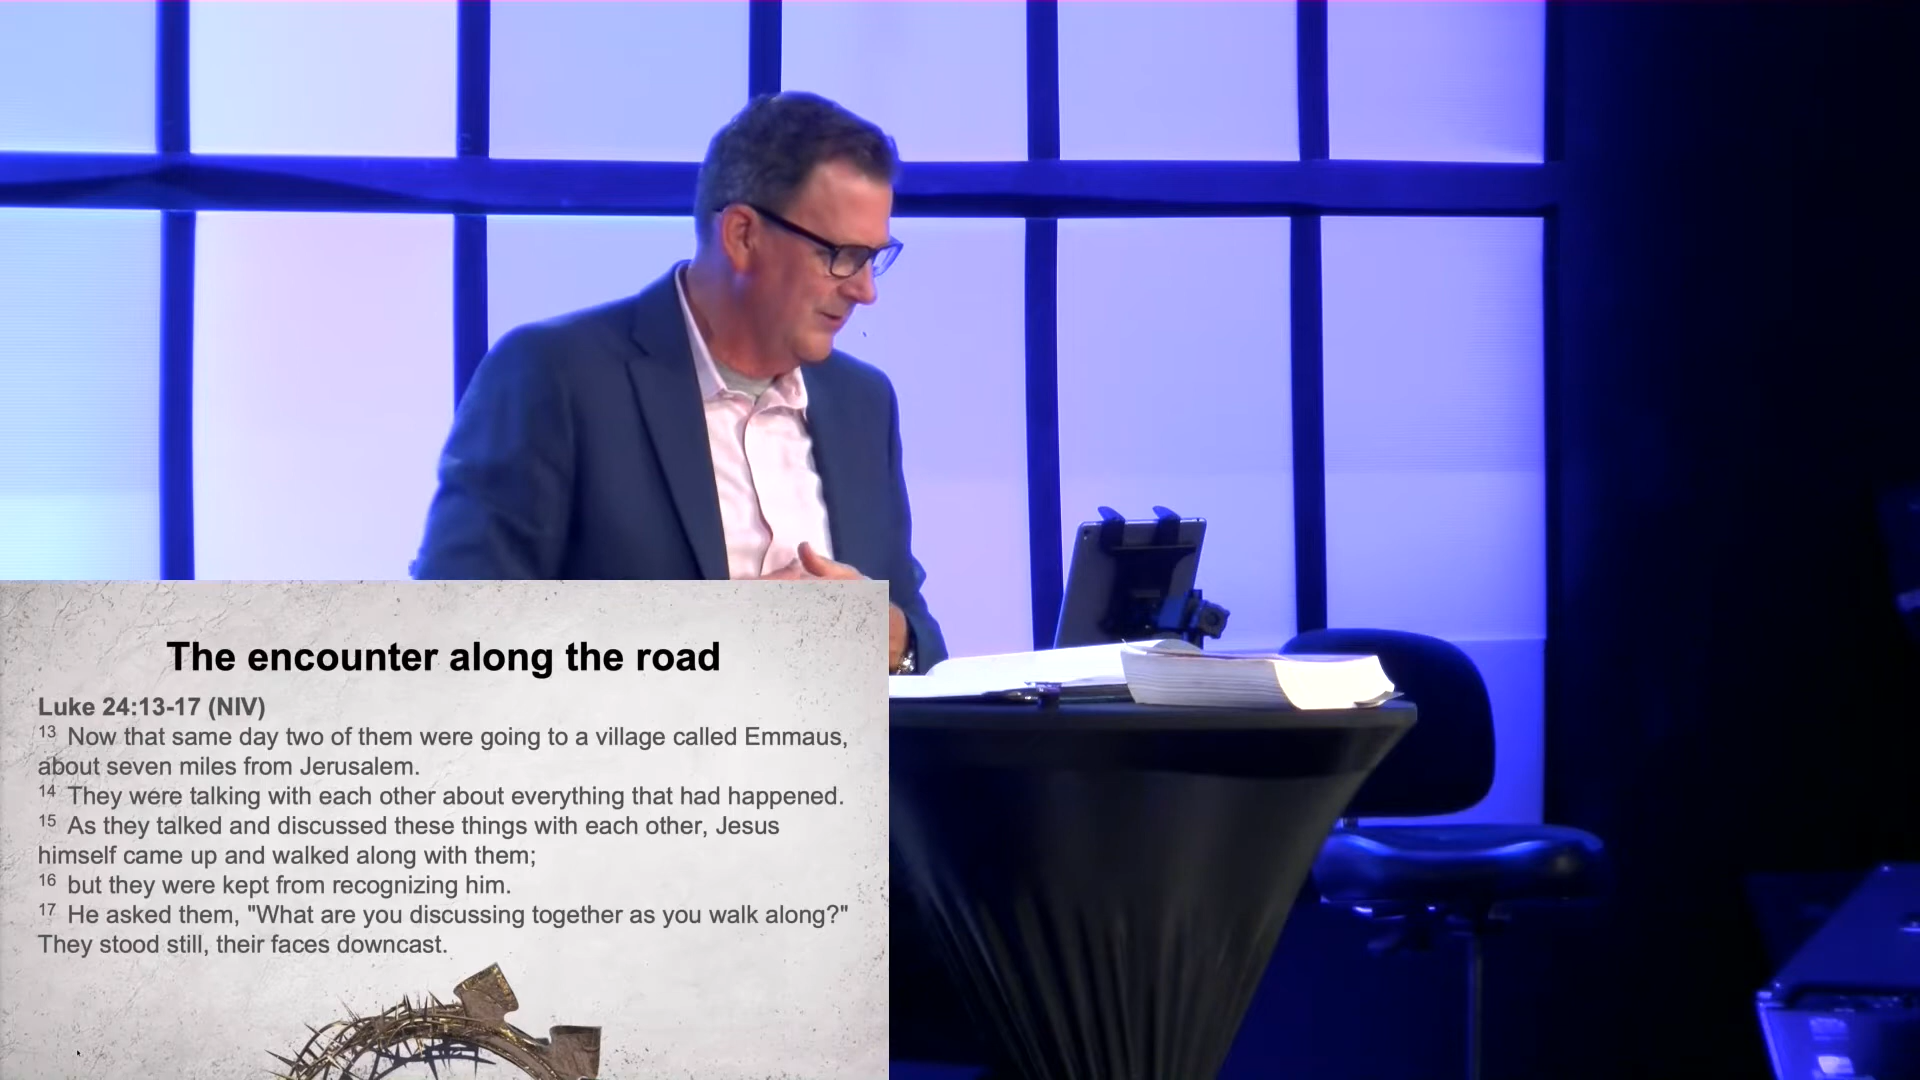 The encounter along the road
Luke 24:13-17 (NIV)
13 Now that same day two of them were going to a village called Emmaus,
about seven miles from Jerusalem.
14 They were talking with each other about everything that had happened.
15 As they talked and discussed these things with each other, Jesus
himself came up and walked along with them;
16 but they were kept from recognizing him.
17 He asked them, "What are you discussing together as you walk along?"
They stood still, their faces downcast.